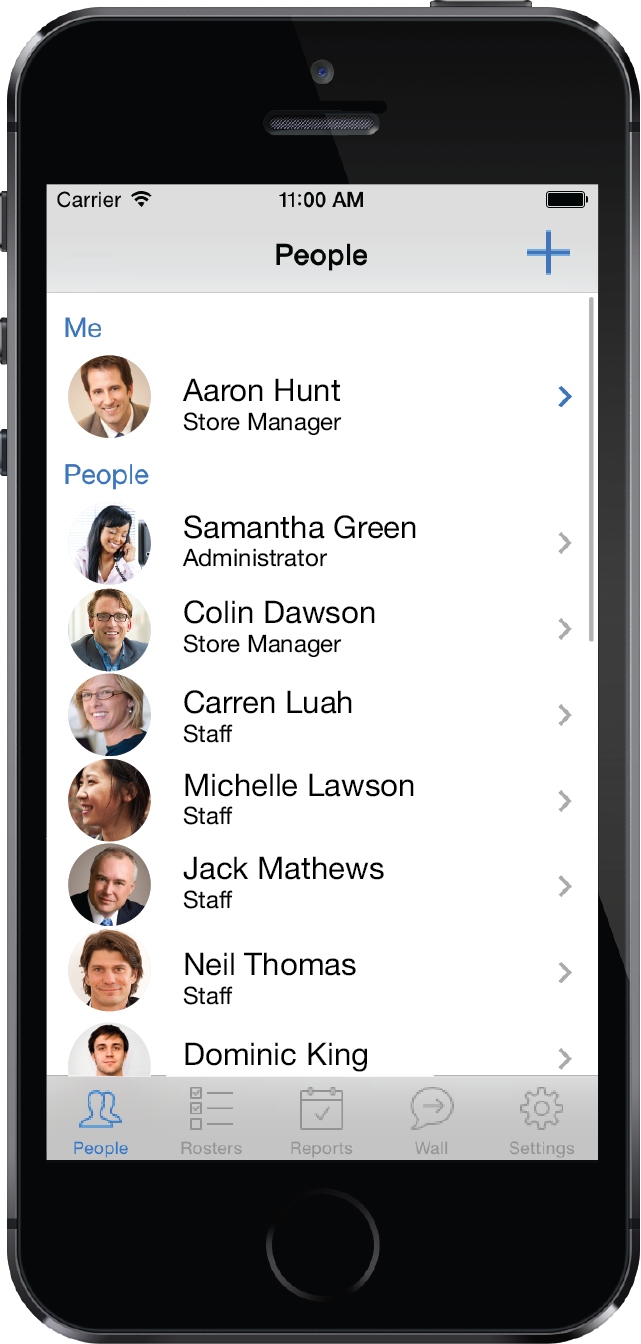 Carrier 11:00 AM
People
Me
Aaron Hunt
Store Manager
People
Samantha Green
Administrator
Colin Dawson
Store Manager
Carren Luah
Staff
Michelle Lawson
Staff
Jack Mathews
Staff
Neil Thomas
Staff
Dominic King
People Rosters Reports Wall Settings